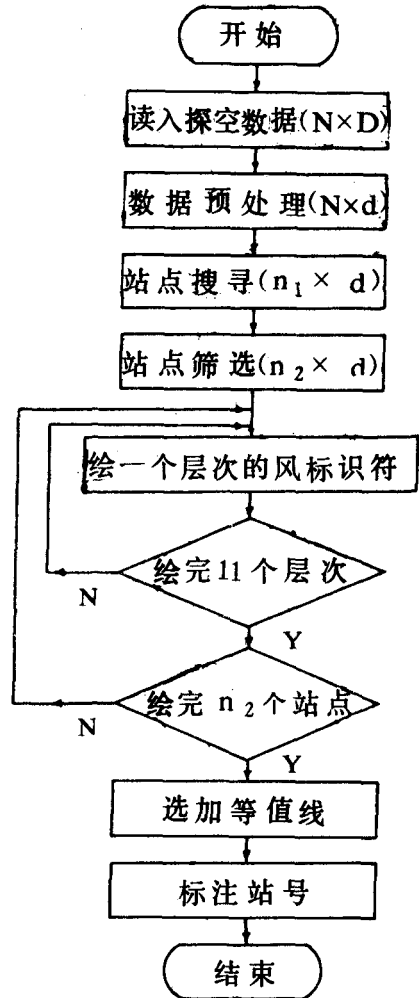 开始
读入探空数据(N×D)
数据预处理(N×d)
站点搜寻(n₁ × d)
站点筛选(n₂ × d)
绘一个层次的风标识符
绘完11个层次
N
Y
绘完 n₂个站点
N
Y
选加等值线
标注站号
结束